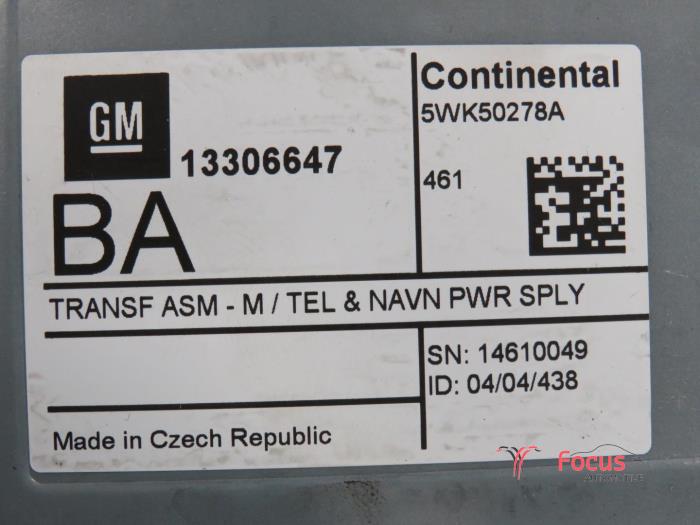 GM
13306647
BA
Continental
5WK50278A
461
TRANSF ASM - M / TEL & NAVN PWR SPLY
SN: 14610049
ID: 04/04/438
Made in Czech Republic
Focus
AUTOMOTIVE